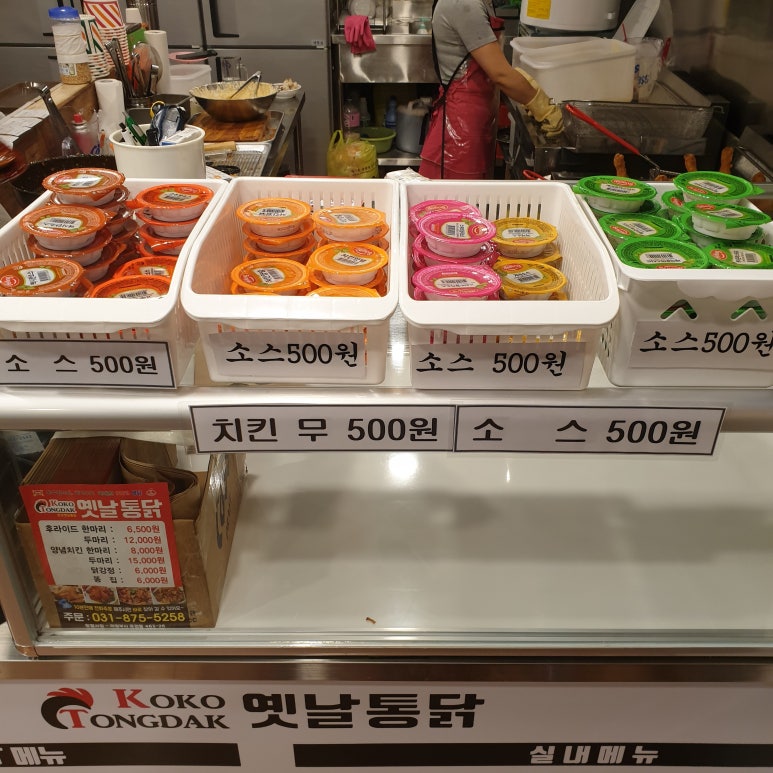 소 스 500원
소스500원
소스 500원
소스500원
치킨 무 500원
소 스 500원
KOKO
TONGDAK
옛날통닭
후라이드 한마리 : 6,500원
두마리 : 12,000원
양념치킨 한마리 : 8,000원
두마리 : 15,000원
닭강정 : 6,000원
똥 집 : 6,000원
주문 : 031-875-5258
KOKO
TONGDAK
옛날통닭
메뉴
실내메뉴